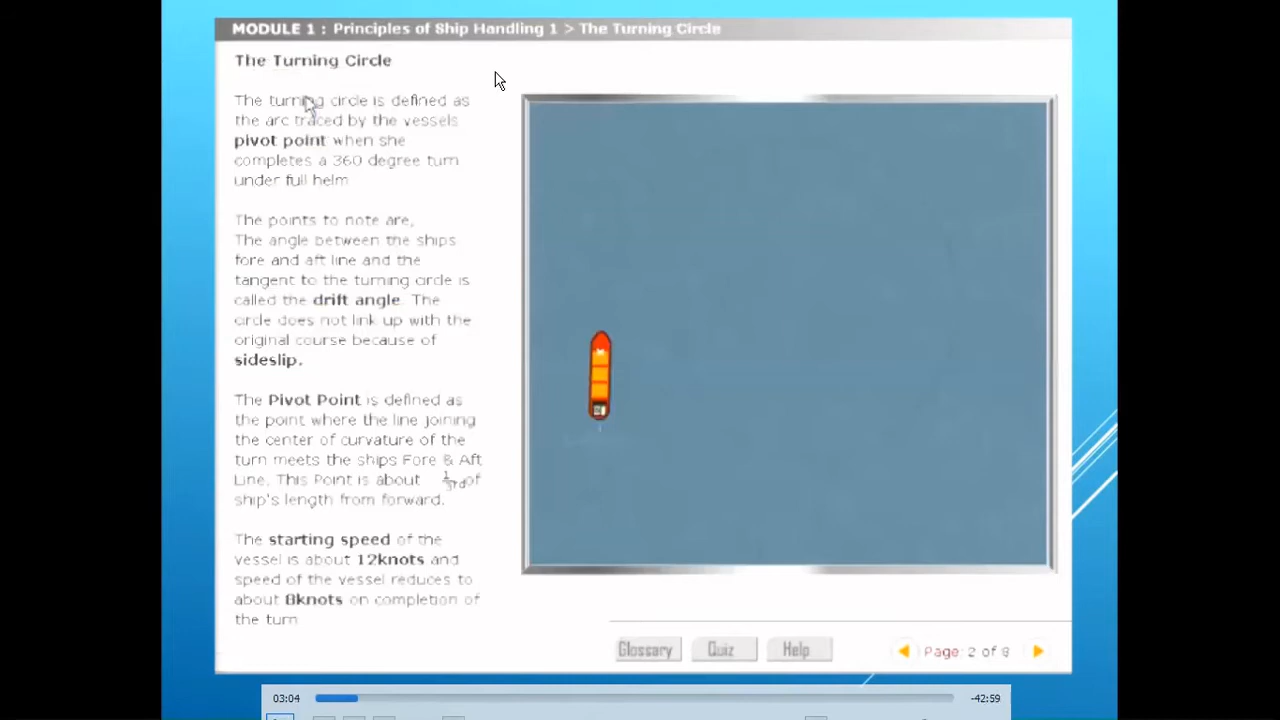 MODULE 1 : Principles of Ship Handling 1 > The Turning Circle
The Turning Circle
The turning circle is defined as
the arc traced by the vessels
pivot point when she
completes a 360 degree turn
under full helm
The points to note are,
The angle between the ships
fore and aft line and the
tangent to the turning circle is
called the drift angle. The
circle does not link up with the
original course because of
sideslip.
The Pivot Point is defined as
the point where the line joining
the center of curvature of the
turn meets the ships Fore & Aft
Line. This Point is about 1/3rd of
ship's length from forward.
The starting speed of the
vessel is about 12knots and
speed of the vessel reduces to
about 8knots on completion of
the turn
Glossary Quiz Help Page: 2 of 8
03:04 -42:59